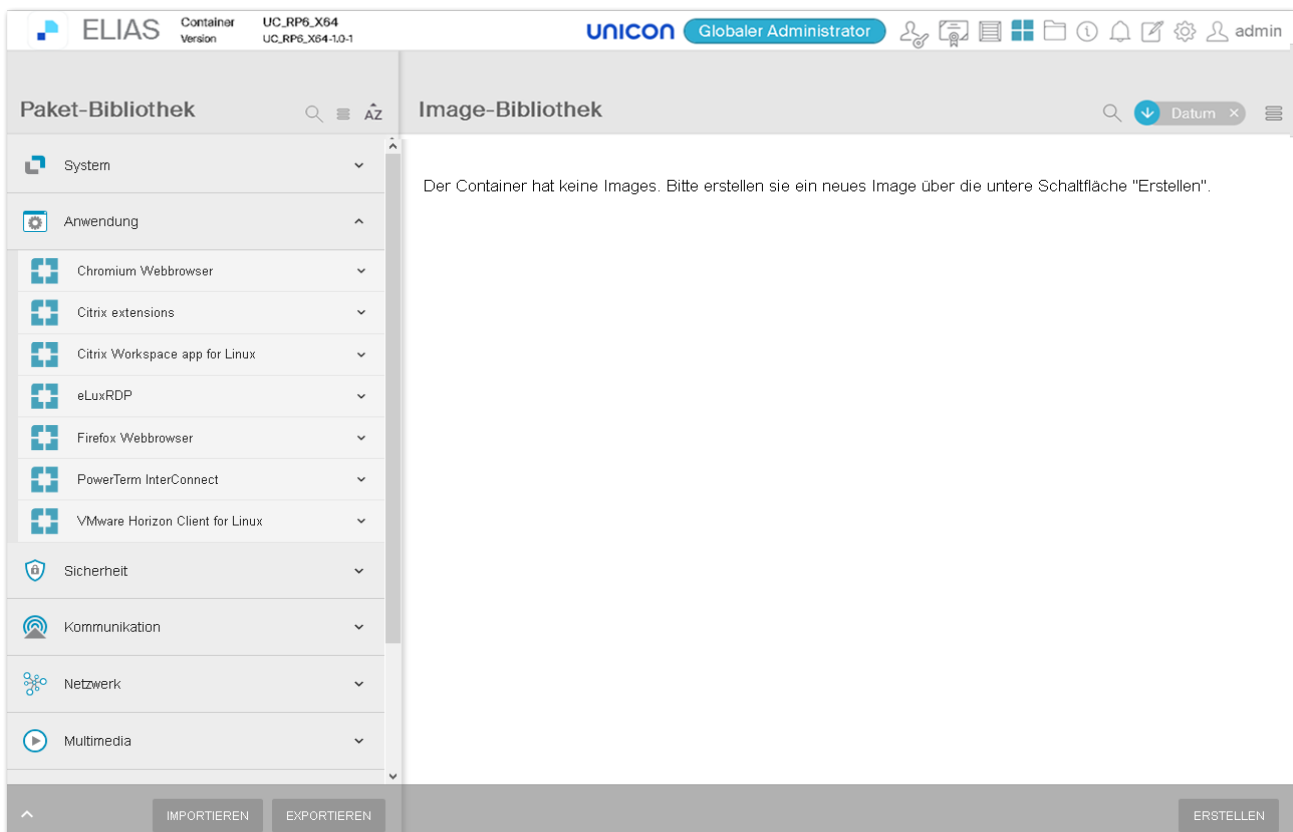 ELIAS
Container UC_RP6_X64
Version UC_RP6_X64-1.0-1
unicon
Globaler Administrator
admin
Paket-Bibliothek
AZ
Image-Bibliothek
Datum
System
Der Container hat keine Images. Bitte erstellen sie ein neues Image über die untere Schaltfläche "Erstellen".
Anwendung
Chromium Webbrowser
Citrix extensions
Citrix Workspace app for Linux
eLuxRDP
Firefox Webbrowser
PowerTerm InterConnect
VMware Horizon Client for Linux
Sicherheit
Kommunikation
Netzwerk
Multimedia
IMPORTIEREN
EXPORTIEREN
ERSTELLEN